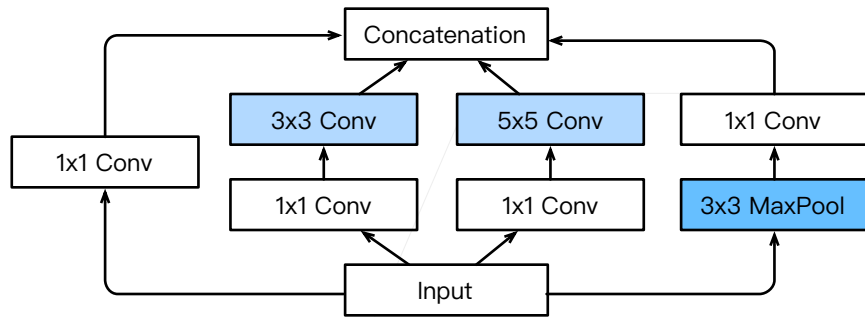 Concatenation
3x3 Conv
5x5 Conv
1x1 Conv
1x1 Conv
1x1 Conv
1x1 Conv
3x3 MaxPool
Input